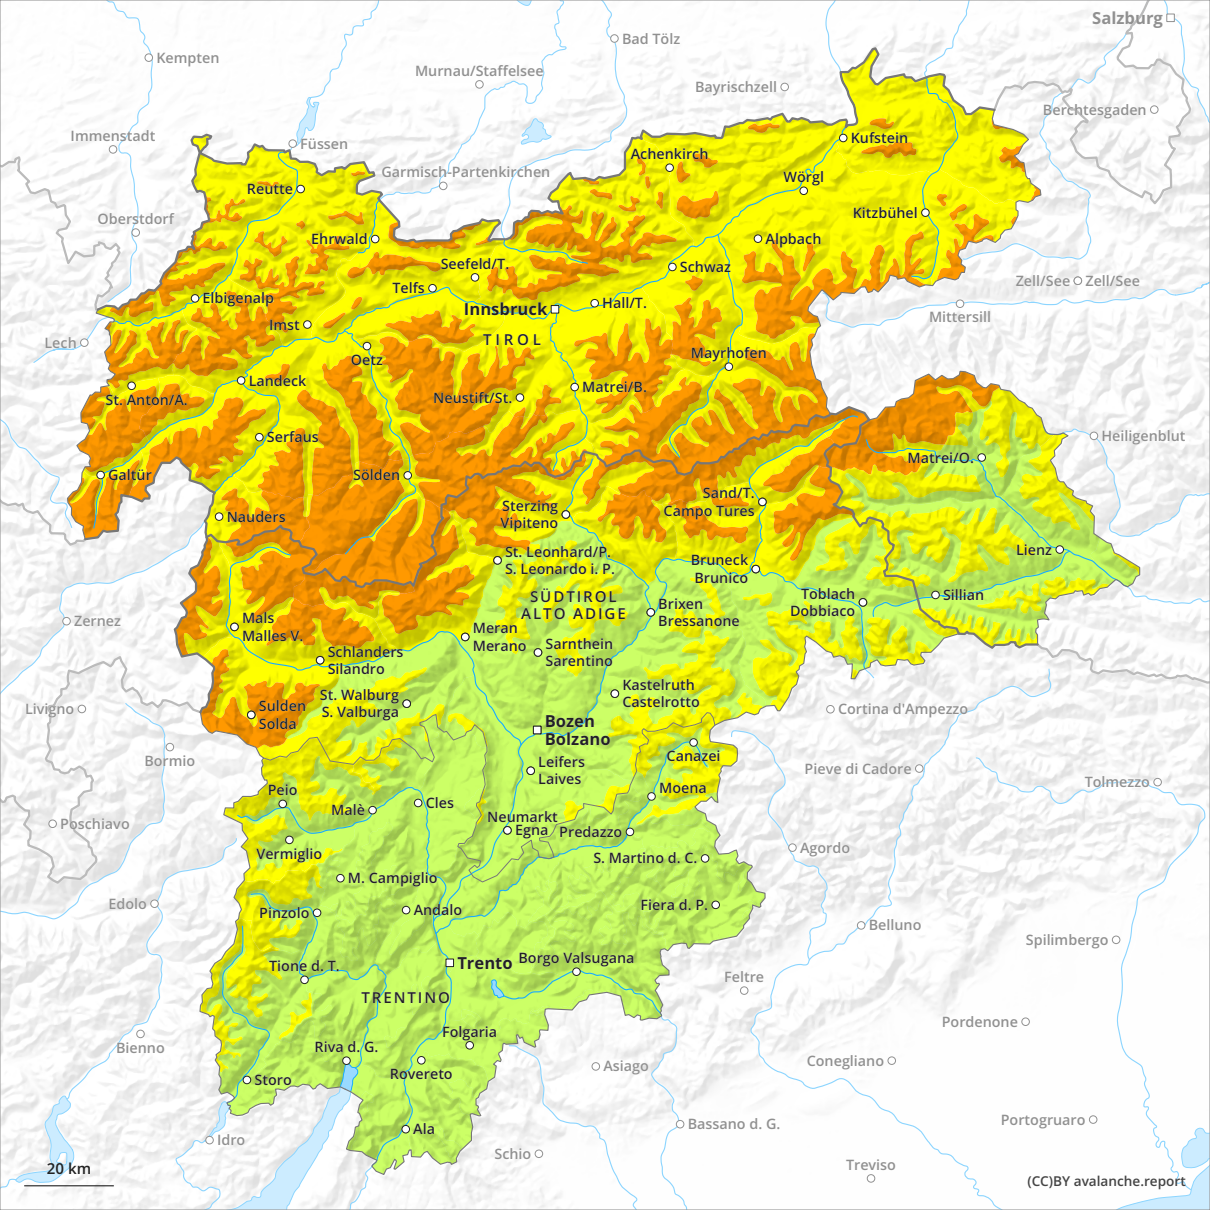 Salzburg
Kempten
Bad Tölz
Murnau/Staffelsee
Bayrischzell
Berchtesgaden
Immenstadt
Füssen
Kufstein
Achenkirch
Garmisch-Partenkirchen
Wörgl
Reutte
Oberstdorf
Kitzbühel
Ehrwald
Alpbach
Seefeld/T.
Schwaz
Zell/See
Zell/See
Telfs
Elbigenalp
Innsbruck
Hall/T.
Mittersill
Imst
TIROL
Lech
Oetz
Mayrhofen
Landeck
Matrei/B.
St. Anton/A.
Neustift/St.
Serfaus
Heiligenblut
Matrei/O.
Galtür
Sölden
Sand/T.
Campo Tures
Sterzing
Vipiteno
Nauders
St. Leonhard/P.
S. Leonardo i. P.
Lienz
Bruneck
Brunico
SÜDTIROL
ALTO ADIGE
Toblach
Dobbiaco
Sillian
Brixen
Bressanone
Zernez
Mals
Malles V.
Meran
Merano
Sarnthein
Sarentino
Schlanders
Silandro
St. Walburg
S. Valburga
Kastelruth
Castelrotto
Livigno
Sulden
Solda
Cortina d'Ampezzo
Bozen
Bolzano
Bormio
Canazei
Leifers
Laives
Pieve di Cadore
Tolmezzo
Peio
Moena
Malè
Cles
Neumarkt
Egna
Predazzo
Poschiavo
Vermiglio
Agordo
S. Martino d. C.
M. Campiglio
Edolo
Pinzolo
Andalo
Fiera d. P.
Belluno
Spilimbergo
Tione d. T.
Trento
Borgo Valsugana
Feltre
TRENTINO
Pordenone
Bienno
Folgaria
Riva d. G.
Rovereto
Asiago
Conegliano
Storo
Idro
Ala
Bassano d. G.
Portogruaro
Schio
Treviso
20 km
(CC)BY avalanche.report